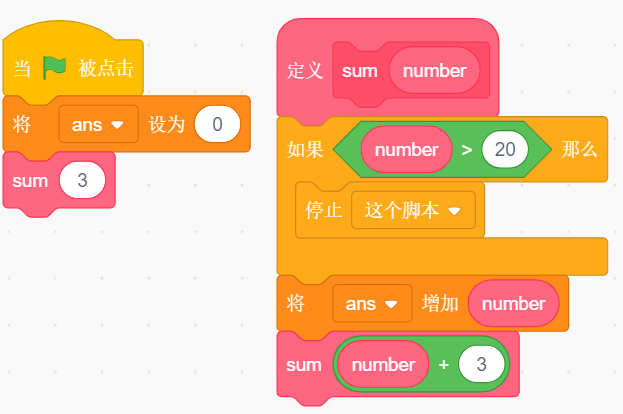 当 被点击
将 ans 设为 0
sum 3
定义 sum number
如果 number > 20 那么
停止 这个脚本
将 ans 增加 number
sum number + 3